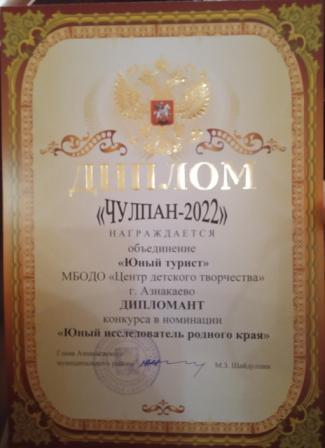 ДИПЛОМ
«ЧУЛПАН-2022»
НАГРАЖДАЕТСЯ
объединение
«Юный турист»
МБОДО «Центр детского творчества»
г. Азнакаево
ДИПЛОМАНТ
конкурса в номинации
«Юный исследователь родного края»
Глава Азнакаевского
муниципального района
М.З. Шайдуллин